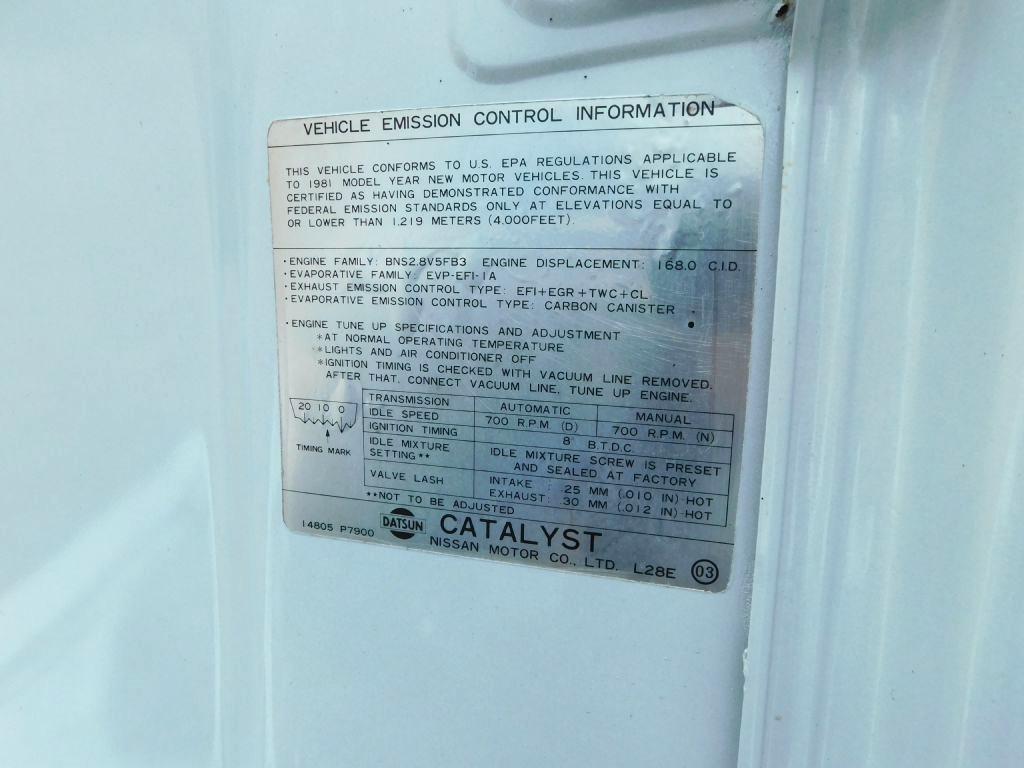 VEHICLE EMISSION CONTROL INFORMATION
THIS VEHICLE CONFORMS TO U.S. EPA REGULATIONS APPLICABLE
TO 1981 MODEL YEAR NEW MOTOR VEHICLES. THIS VEHICLE IS
CERTIFIED AS HAVING DEMONSTRATED CONFORMANCE WITH
FEDERAL EMISSION STANDARDS ONLY AT ELEVATIONS EQUAL TO
OR LOWER THAN 1.219 METERS (4.000FEET).
·ENGINE FAMILY: BNS2.8V5FB3 ENGINE DISPLACEMENT: 168.0 C.I.D.
·EVAPORATIVE FAMILY: EVP-EFI-1A
·EXHAUST EMISSION CONTROL TYPE: EFI+EGR+TWC+CL
·EVAPORATIVE EMISSION CONTROL TYPE: CARBON CANISTER
·ENGINE TUNE UP SPECIFICATIONS AND ADJUSTMENT
*AT NORMAL OPERATING TEMPERATURE
*LIGHTS AND AIR CONDITIONER OFF
*IGNITION TIMING IS CHECKED WITH VACUUM LINE REMOVED.
AFTER THAT. CONNECT VACUUM LINE, TUNE UP ENGINE.
20 10 0
TIMING MARK
TRANSMISSION AUTOMATIC MANUAL
IDLE SPEED 700 R.P.M. (D) 700 R.P.M. (N)
IGNITION TIMING 8° B.T.D.C.
IDLE MIXTURE SETTING** IDLE MIXTURE SCREW IS PRESET
AND SEALED AT FACTORY
VALVE LASH INTAKE : .25 MM (.010 IN)-HOT
EXHAUST: .30 MM (.012 IN)-HOT
**NOT TO BE ADJUSTED
14805 P7900 DATSUN CATALYST
NISSAN MOTOR CO., LTD. L28E 03